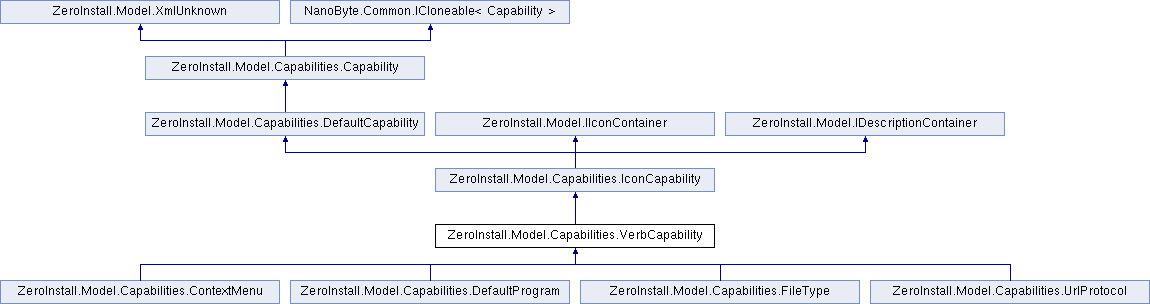 ZeroInstall.Model.XmlUnknown
NanoByte.Common.ICloneable< Capability >
ZeroInstall.Model.Capabilities.Capability
ZeroInstall.Model.Capabilities.DefaultCapability
ZeroInstall.Model.IIconContainer
ZeroInstall.Model.IDescriptionContainer
ZeroInstall.Model.Capabilities.IconCapability
ZeroInstall.Model.Capabilities.VerbCapability
ZeroInstall.Model.Capabilities.ContextMenu
ZeroInstall.Model.Capabilities.DefaultProgram
ZeroInstall.Model.Capabilities.FileType
ZeroInstall.Model.Capabilities.UrlProtocol